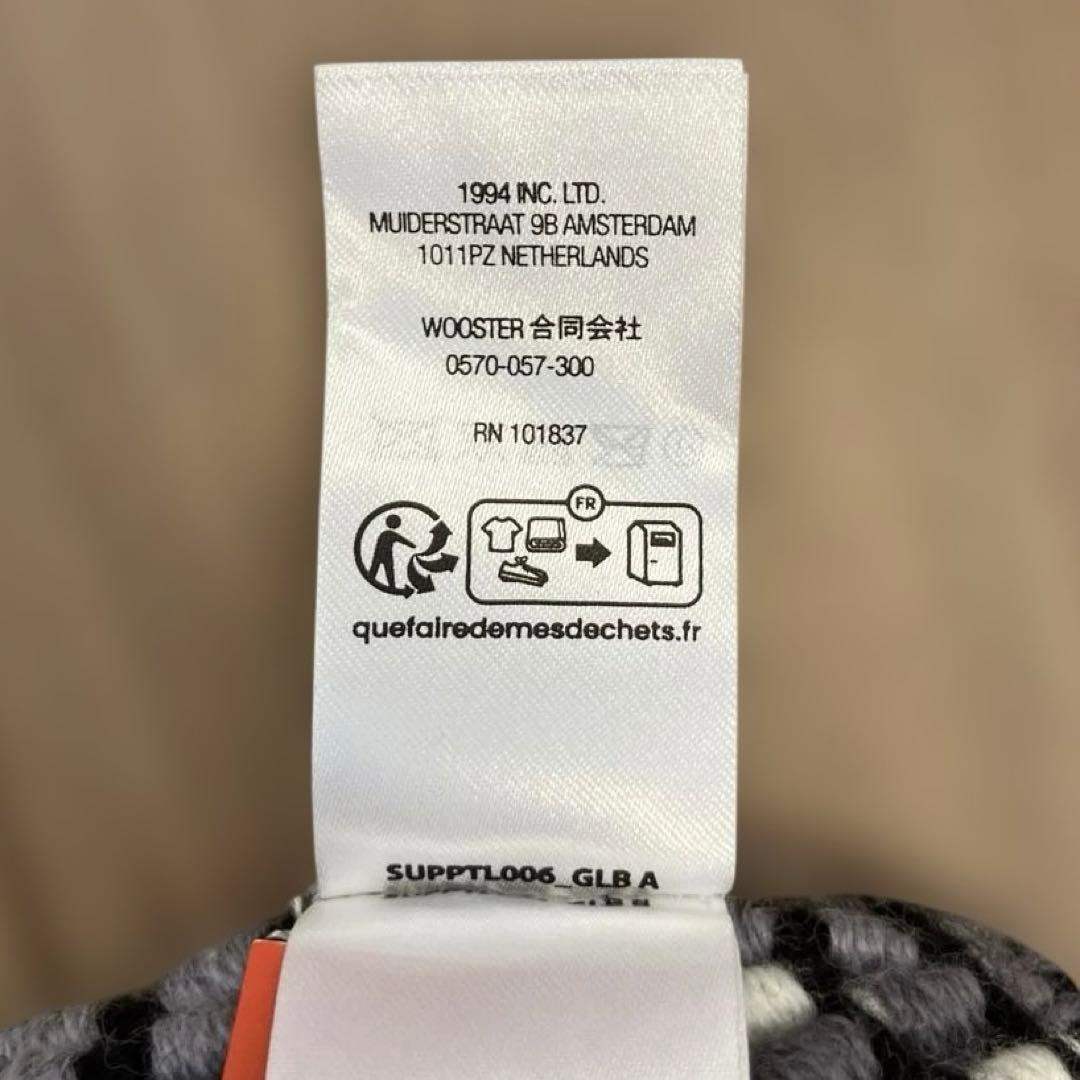 1994 INC. LTD.
MUIDERSTRAAT 9B AMSTERDAM
1011PZ NETHERLANDS
WOOSTER 合同会社
0570-057-300
RN 101837
FR
quefairedemesdechets.fr
SUPPTL006_GLB A